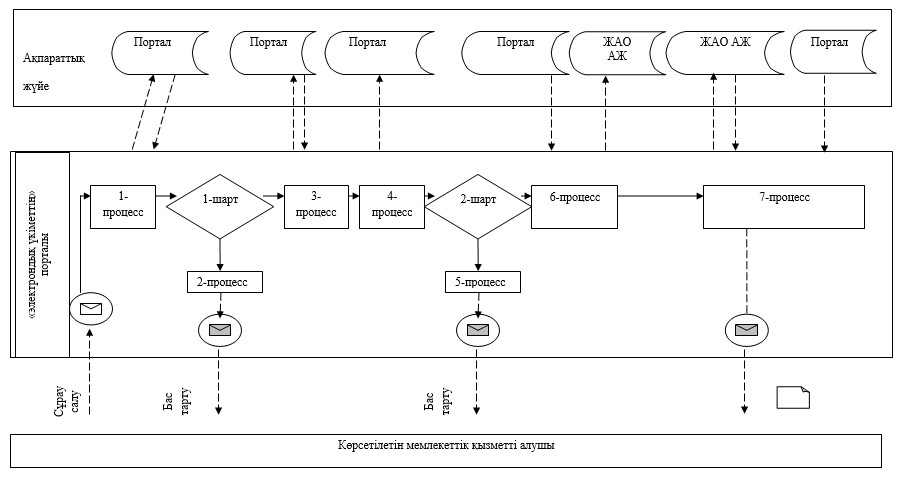 Портал
Портал
Портал
Портал
ЖАО
АЖ
ЖАО АЖ
Портал
Ақпараттық
жүйе
«электрондық үкіметтің»
порталы
1-
процесс
1-шарт
3-
процесс
4-
процесс
2-шарт
6-процесс
7-процесс
2-процесс
5-процесс
Сұрау
салу
Бас
тарту
Бас
тарту
Көрсетілетін мемлекеттік қызметті алушы